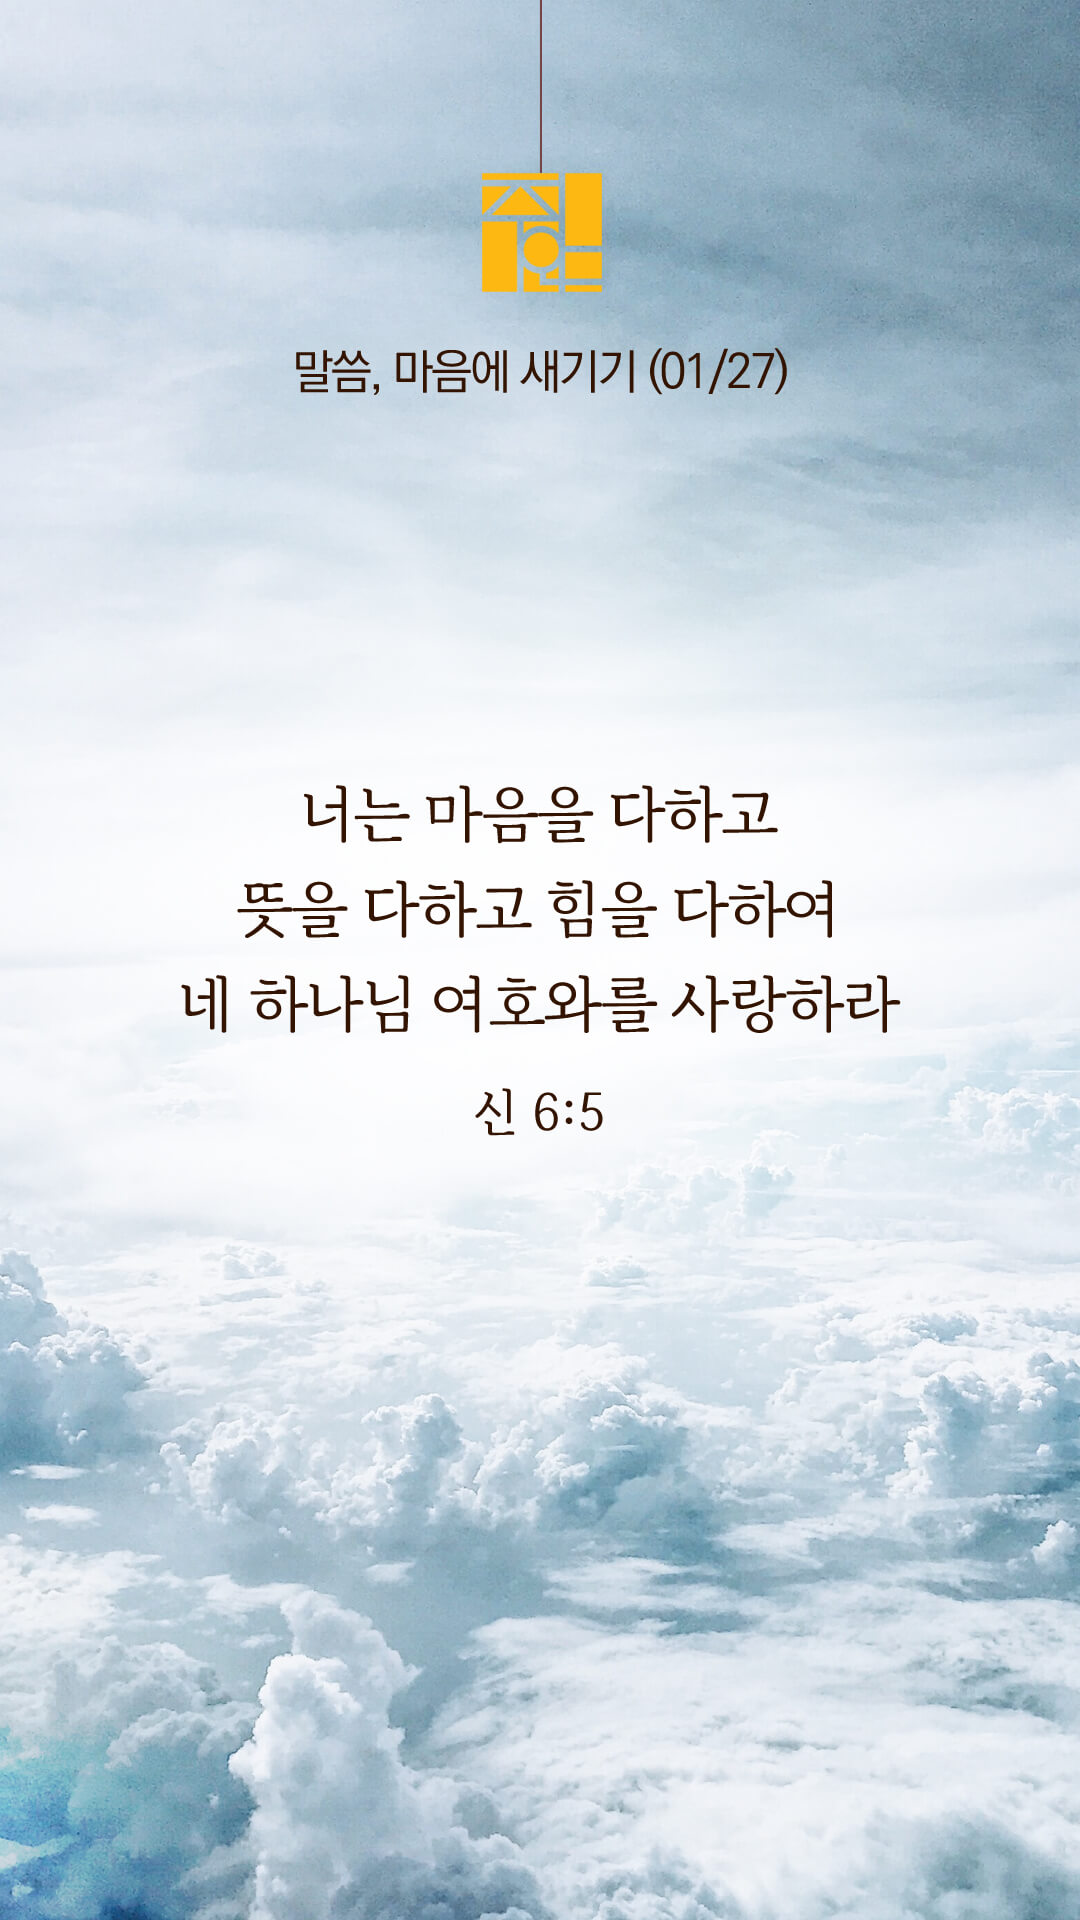 말씀, 마음에 새기기 (01/27)
너는 마음을 다하고
뜻을 다하고 힘을 다하여
네 하나님 여호와를 사랑하라
신 6:5